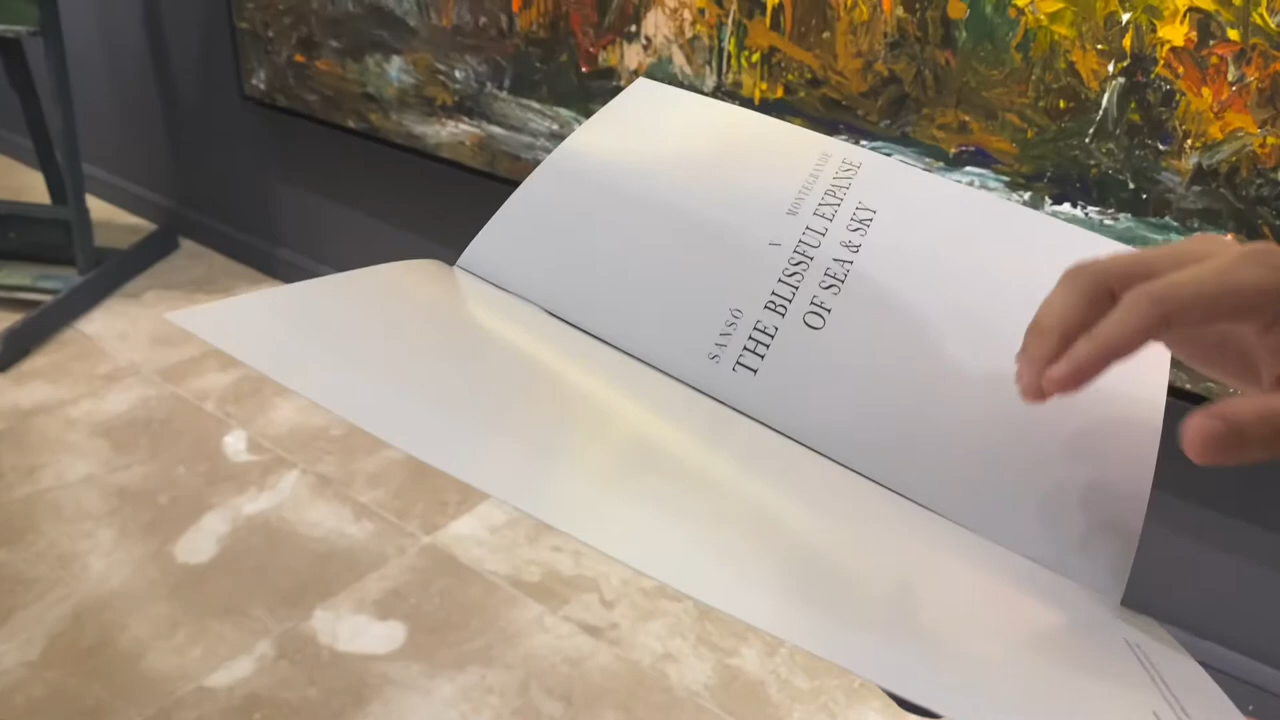 SANSÓ V MONTEGRANDE
THE BLISSFUL EXPANSE
OF SEA & SKY